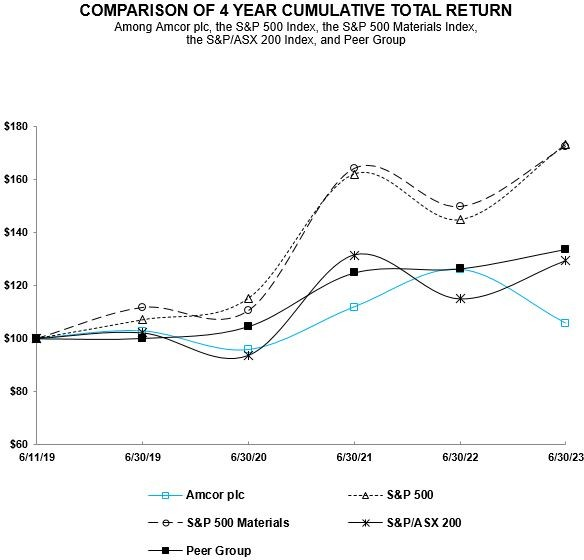 COMPARISON OF 4 YEAR CUMULATIVE TOTAL RETURN
Among Amcor plc, the S&P 500 Index, the S&P 500 Materials Index,
the S&P/ASX 200 Index, and Peer Group
$180
$160
$140
$120
$100
$80
$60
6/11/19 6/30/19 6/30/20 6/30/21 6/30/22 6/30/23
Amcor plc S&P 500
S&P 500 Materials S&P/ASX 200
Peer Group